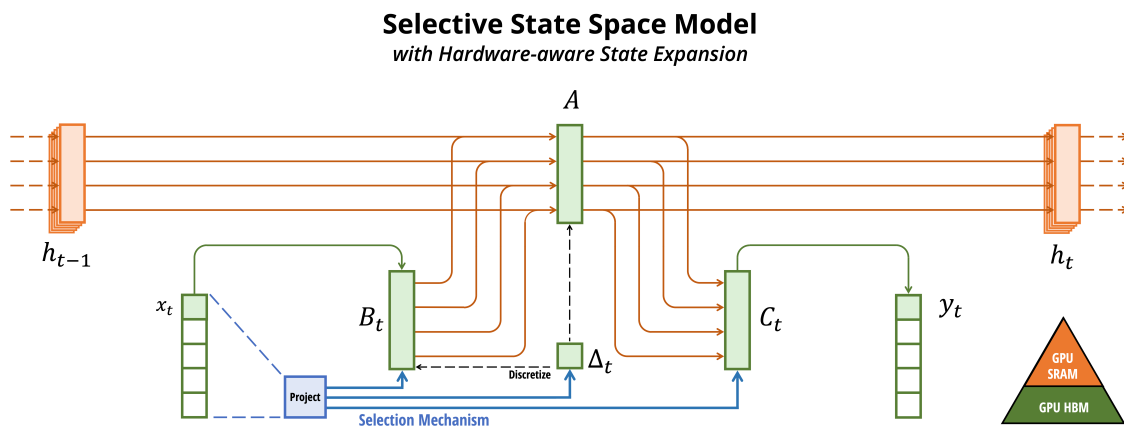 Selective State Space Model
with Hardware-aware State Expansion
A
h_{t-1}
h_t
x_t
B_t
C_t
y_t
Δ_t
GPU
SRAM
Discretize
Project
GPU HBM
Selection Mechanism